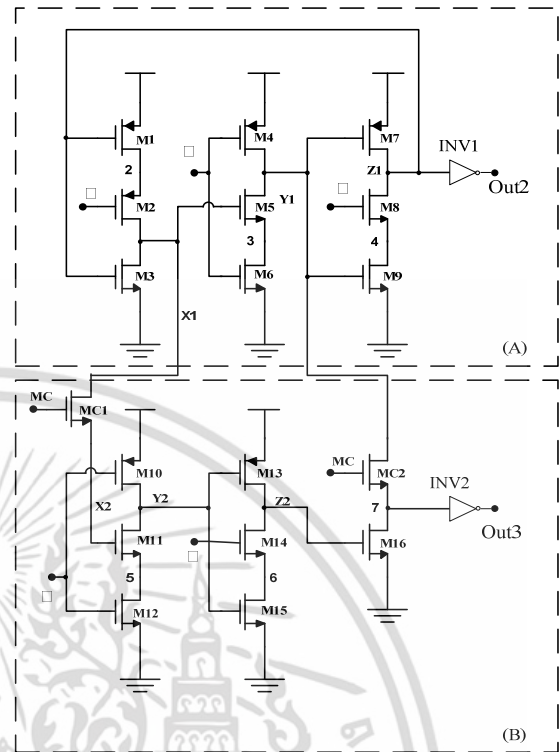 M1 M4 M7 INV1
2 Z1
□ □ □ Out2
M2 M5 Y1 M8
3 4
M3 M6 M9
X1
(A)
MC
MC1 MC
M10 M13 MC2 INV2
X2 Y2 Z2 7
Out3
M11 □ M14 M16
□ 5 6
M12 M15
(B)